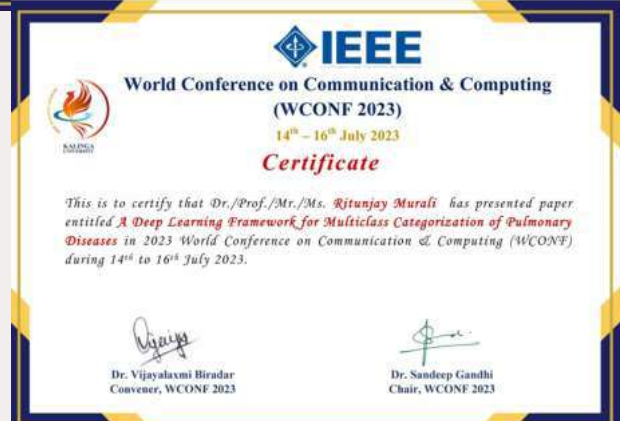 IEEE
World Conference on Communication & Computing
(WCONF 2023)
14th – 16th July 2023
KALINGA
UNIVERSITY
Certificate
This is to certify that Dr./Prof./Mr./Ms. Ritunjay Murali has presented paper
entitled A Deep Learning Framework for Multiclass Categorization of Pulmonary
Diseases in 2023 World Conference on Communication & Computing (WCONF)
during 14th to 16th July 2023.
Dr. Vijayalaxmi Biradar
Convener, WCONF 2023
Dr. Sandeep Gandhi
Chair, WCONF 2023